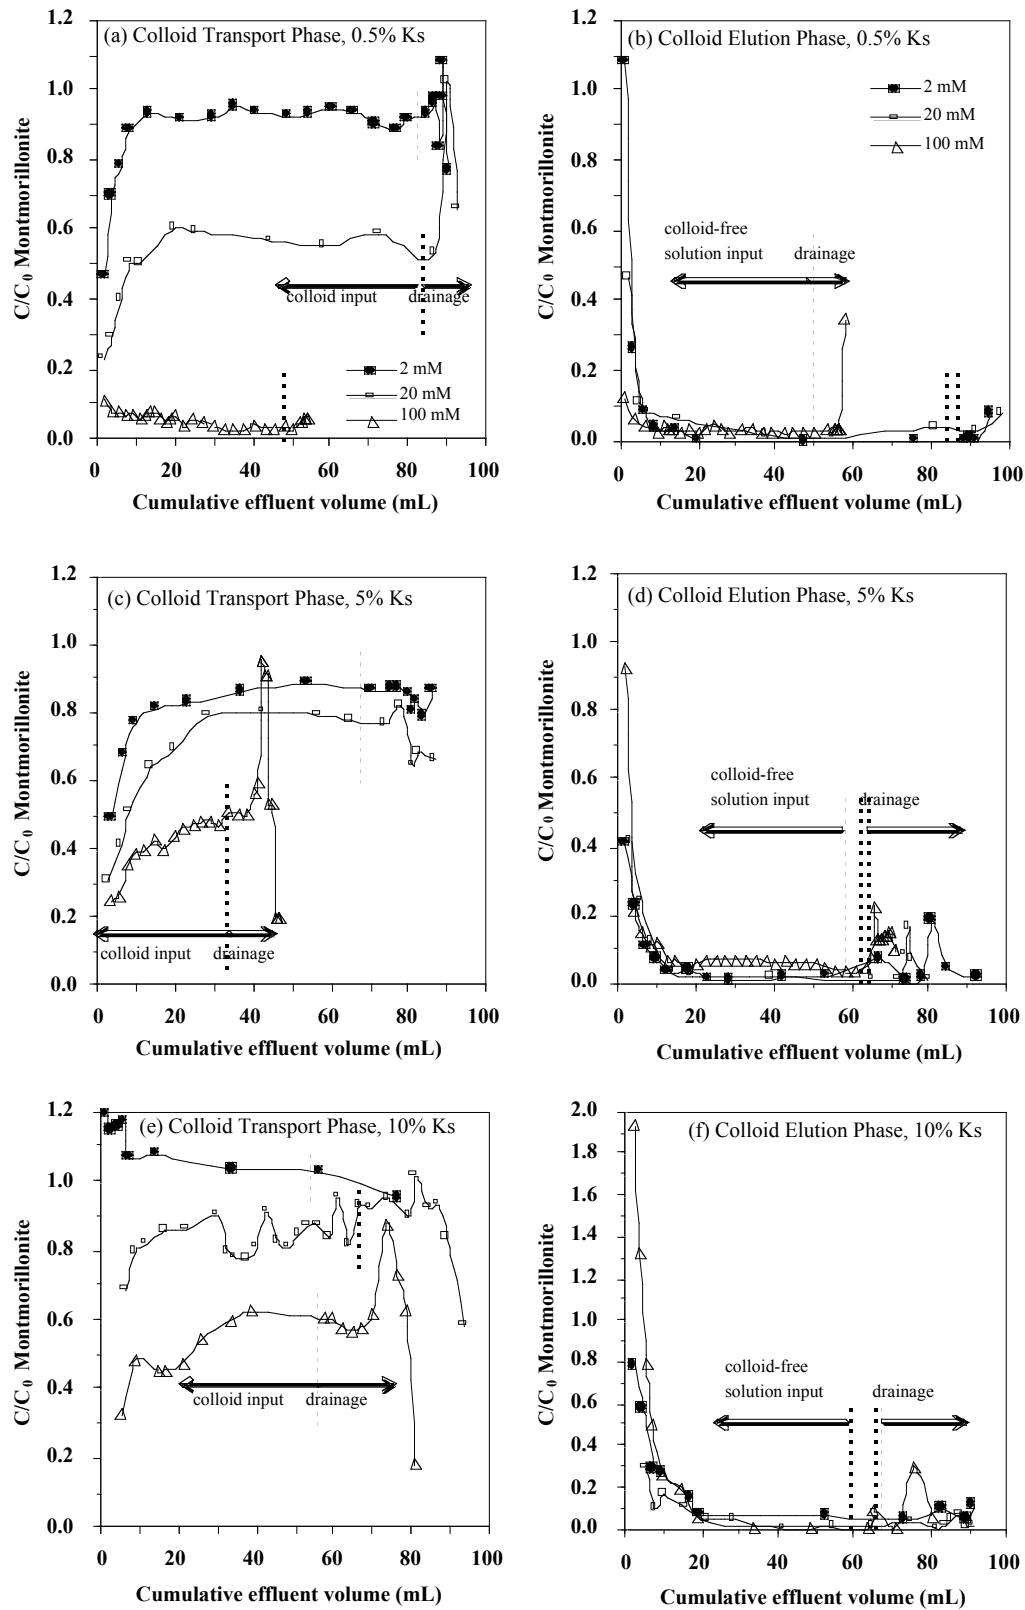 (a) Colloid Transport Phase, 0.5% Ks
C/C0 Montmorillonite
1.2
1.0
0.8
0.6
0.4
0.2
0.0
colloid input
drainage
2 mM
20 mM
100 mM
0
20
40
60
80
100
Cumulative effluent volume (mL)
(b) Colloid Elution Phase, 0.5% Ks
C/C0 Montmorillonite
1.2
1.0
0.8
0.6
0.4
0.2
0.0
2 mM
20 mM
100 mM
colloid-free
solution input
drainage
0
20
40
60
80
100
Cumulative effluent volume (mL)
(c) Colloid Transport Phase, 5% Ks
C/C0 Montmorillonite
1.2
1.0
0.8
0.6
0.4
0.2
0.0
colloid input
drainage
0
20
40
60
80
100
Cumulative effluent volume (mL)
(d) Colloid Elution Phase, 5% Ks
C/C0 Montmorillonite
1.2
1.0
0.8
0.6
0.4
0.2
0.0
colloid-free
solution input
drainage
0
20
40
60
80
100
Cumulative effluent volume (mL)
(e) Colloid Transport Phase, 10% Ks
C/C0 Montmorillonite
1.2
1.0
0.8
0.6
0.4
0.2
0.0
colloid input
drainage
0
20
40
60
80
100
Cumulative effluent volume (mL)
(f) Colloid Elution Phase, 10% Ks
C/C0 Montmorillonite
2.0
1.8
1.6
1.4
1.2
1.0
0.8
0.6
0.4
0.2
0.0
colloid-free
solution input
drainage
0
20
40
60
80
100
Cumulative effluent volume (mL)